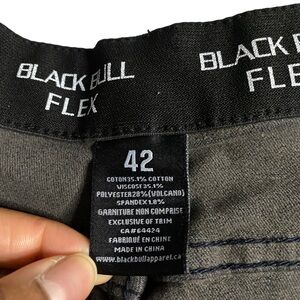 BLACK BULL
FLEX
BLACK B
FLE
42
COTON35.1% COTTON
VISCOSE35.1%
POLYESTER28%(VOLCANO)
SPANDEX1.8%
GARNITURE NON COMPRISE
EXCLUSIVE OF TRIM
CA#64424
FABRIQUÉ EN CHINE
MADE IN CHINA
www.blackbullapparel.ca